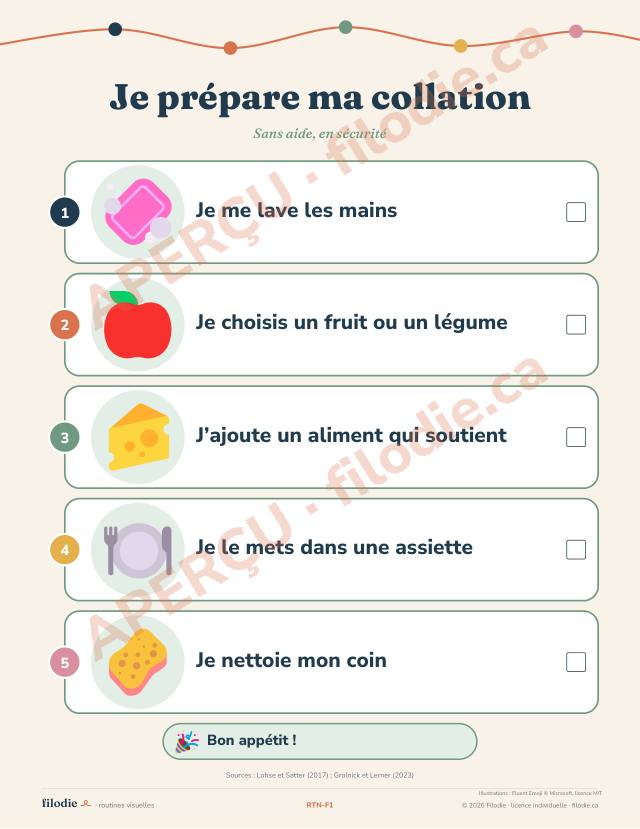 Je prépare ma collation
Sans aide, en sécurité
1
Je me lave les mains
2
Je choisis un fruit ou un légume
3
J’ajoute un aliment qui soutient
4
Je le mets dans une assiette
5
Je nettoie mon coin
Bon appétit !
Sources : Lohse et Satter (2017) ; Grolnick et Lerner (2023)
Illustrations : Fluent Emoji © Microsoft, licence MIT
filodie · routines visuelles
RTN-F1
© 2026 Filodie · licence individuelle · filodie.ca
APERÇU · filodie.ca
APERÇU · filodie.ca